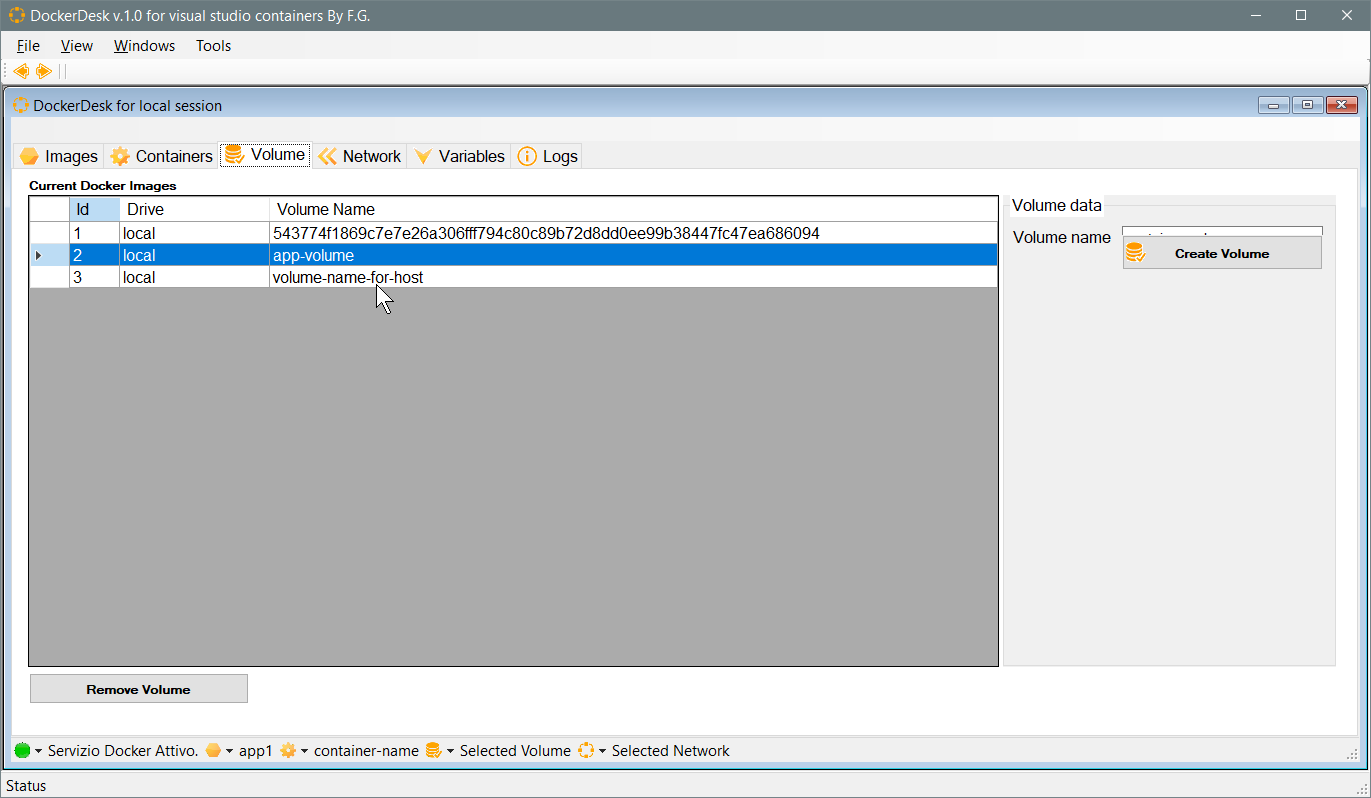 DockerDesk v.1.0 for visual studio containers By F.G.
File View Windows Tools
DockerDesk for local session
Images Containers Volume Network Variables Logs
Current Docker Images
Id Drive Volume Name
1 local 543774f1869c7e7e26a306fff794c80c89b72d8dd0ee99b38447fc47ea686094
2 local app-volume
3 local volume-name-for-host
Volume data
Volume name
Create Volume
Remove Volume
Servizio Docker Attivo. app1 container-name Selected Volume Selected Network
Status